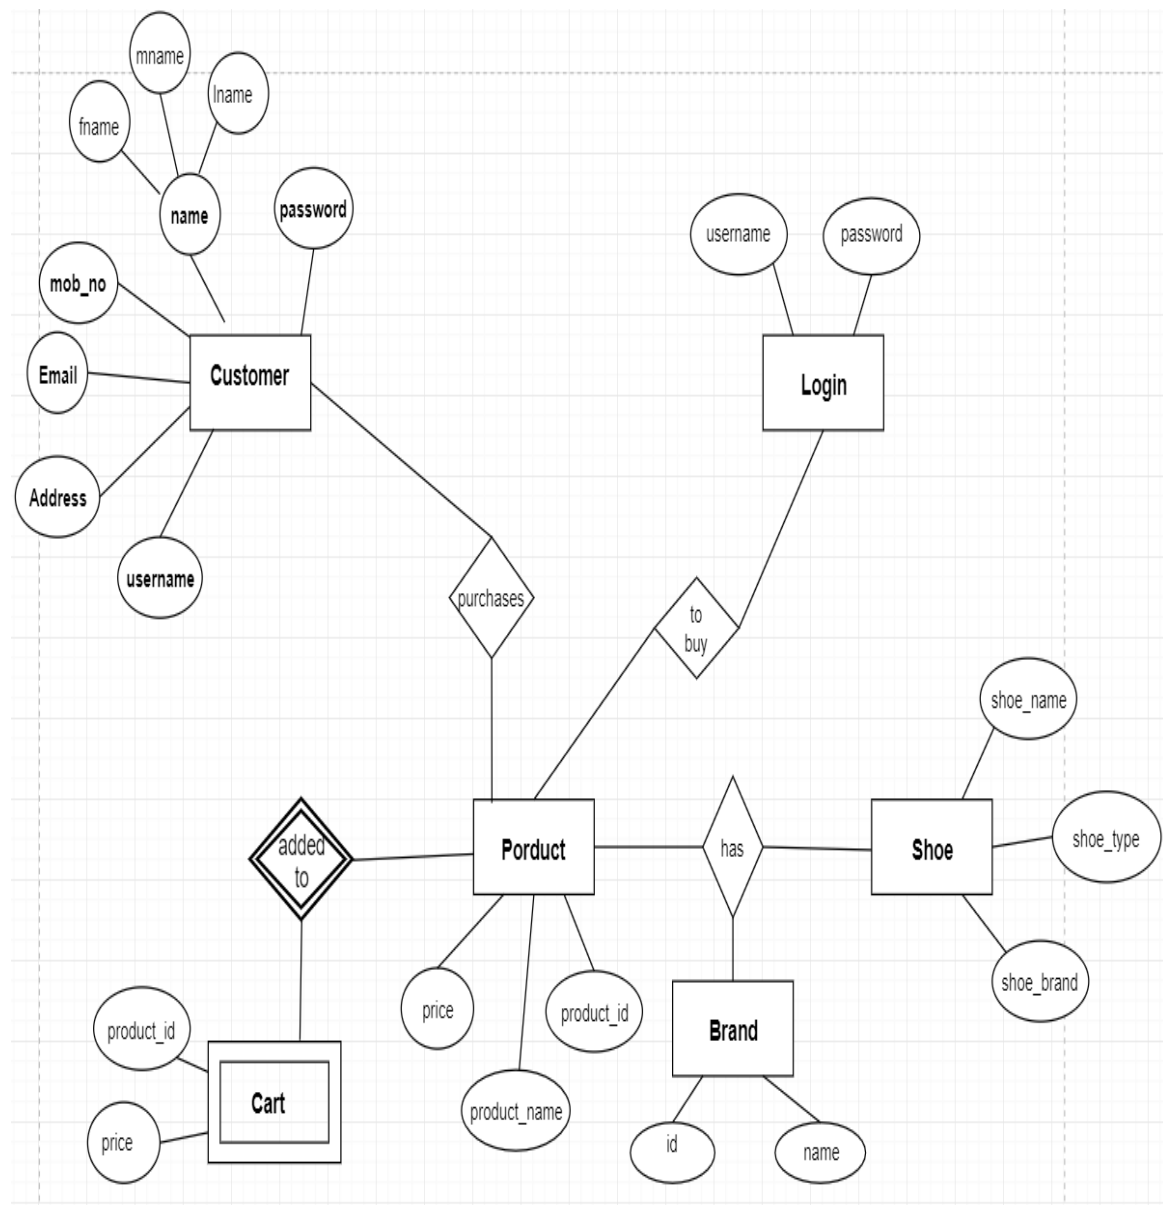 mname
lname
fname
name
password
mob_no
Email
Customer
Address
username
username
password
Login
purchases
to
buy
shoe_name
added
to
Porduct
has
Shoe
shoe_type
shoe_brand
price
product_id
product_name
Brand
id
name
product_id
Cart
price